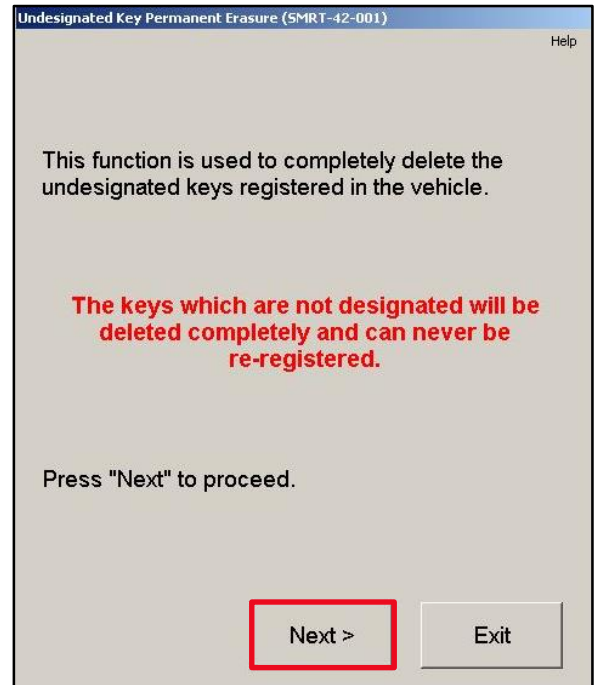 Undesignated Key Permanent Erasure (SMRT-42-001)
Help
This function is used to completely delete the
undesignated keys registered in the vehicle.
The keys which are not designated will be
deleted completely and can never be
re-registered.
Press "Next" to proceed.
Next >
Exit